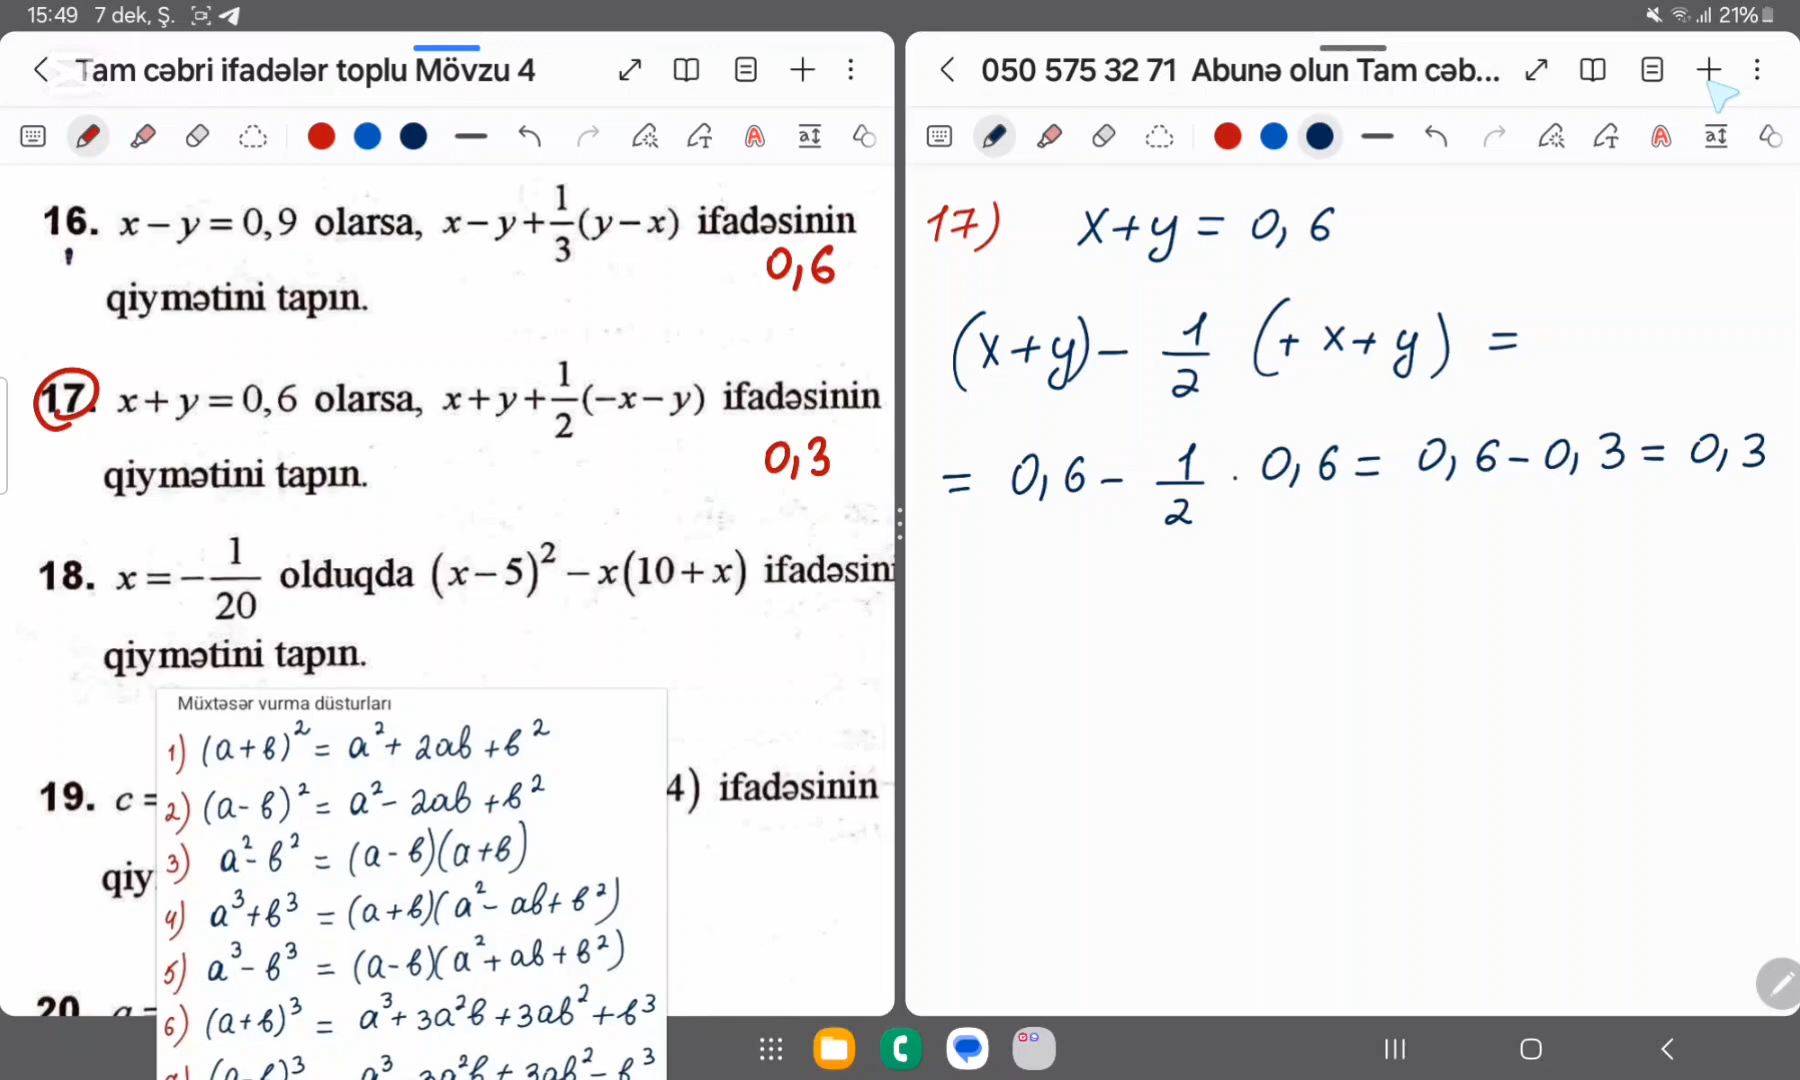 15:49 7 dek, Ş.
21%
Tam cəbri ifadələr toplu Mövzu 4
16. x − y = 0,9 olarsa, x − y + 1/3 (y − x) ifadəsinin
0,6
qiymətini tapın.
17. x + y = 0,6 olarsa, x + y + 1/2 (−x − y) ifadəsinin
0,3
qiymətini tapın.
18. x = − 1/20 olduqda (x − 5)² − x(10 + x) ifadəsin
qiymətini tapın.
19. c = 4) ifadəsinin
qiy
20
Müxtəsər vurma düsturları
1) (a+b)² = a² + 2ab + b²
2) (a-b)² = a² - 2ab + b²
3) a² - b² = (a-b)(a+b)
4) a³ + b³ = (a+b)(a² - ab + b²)
5) a³ - b³ = (a-b)(a² + ab + b²)
6) (a+b)³ = a³ + 3a²b + 3ab² + b³
050 575 32 71 Abunə olun Tam cəb...
17) x+y = 0,6
(x+y) - 1/2 (+ x+y) =
= 0,6 - 1/2 · 0,6 = 0,6 - 0,3 = 0,3